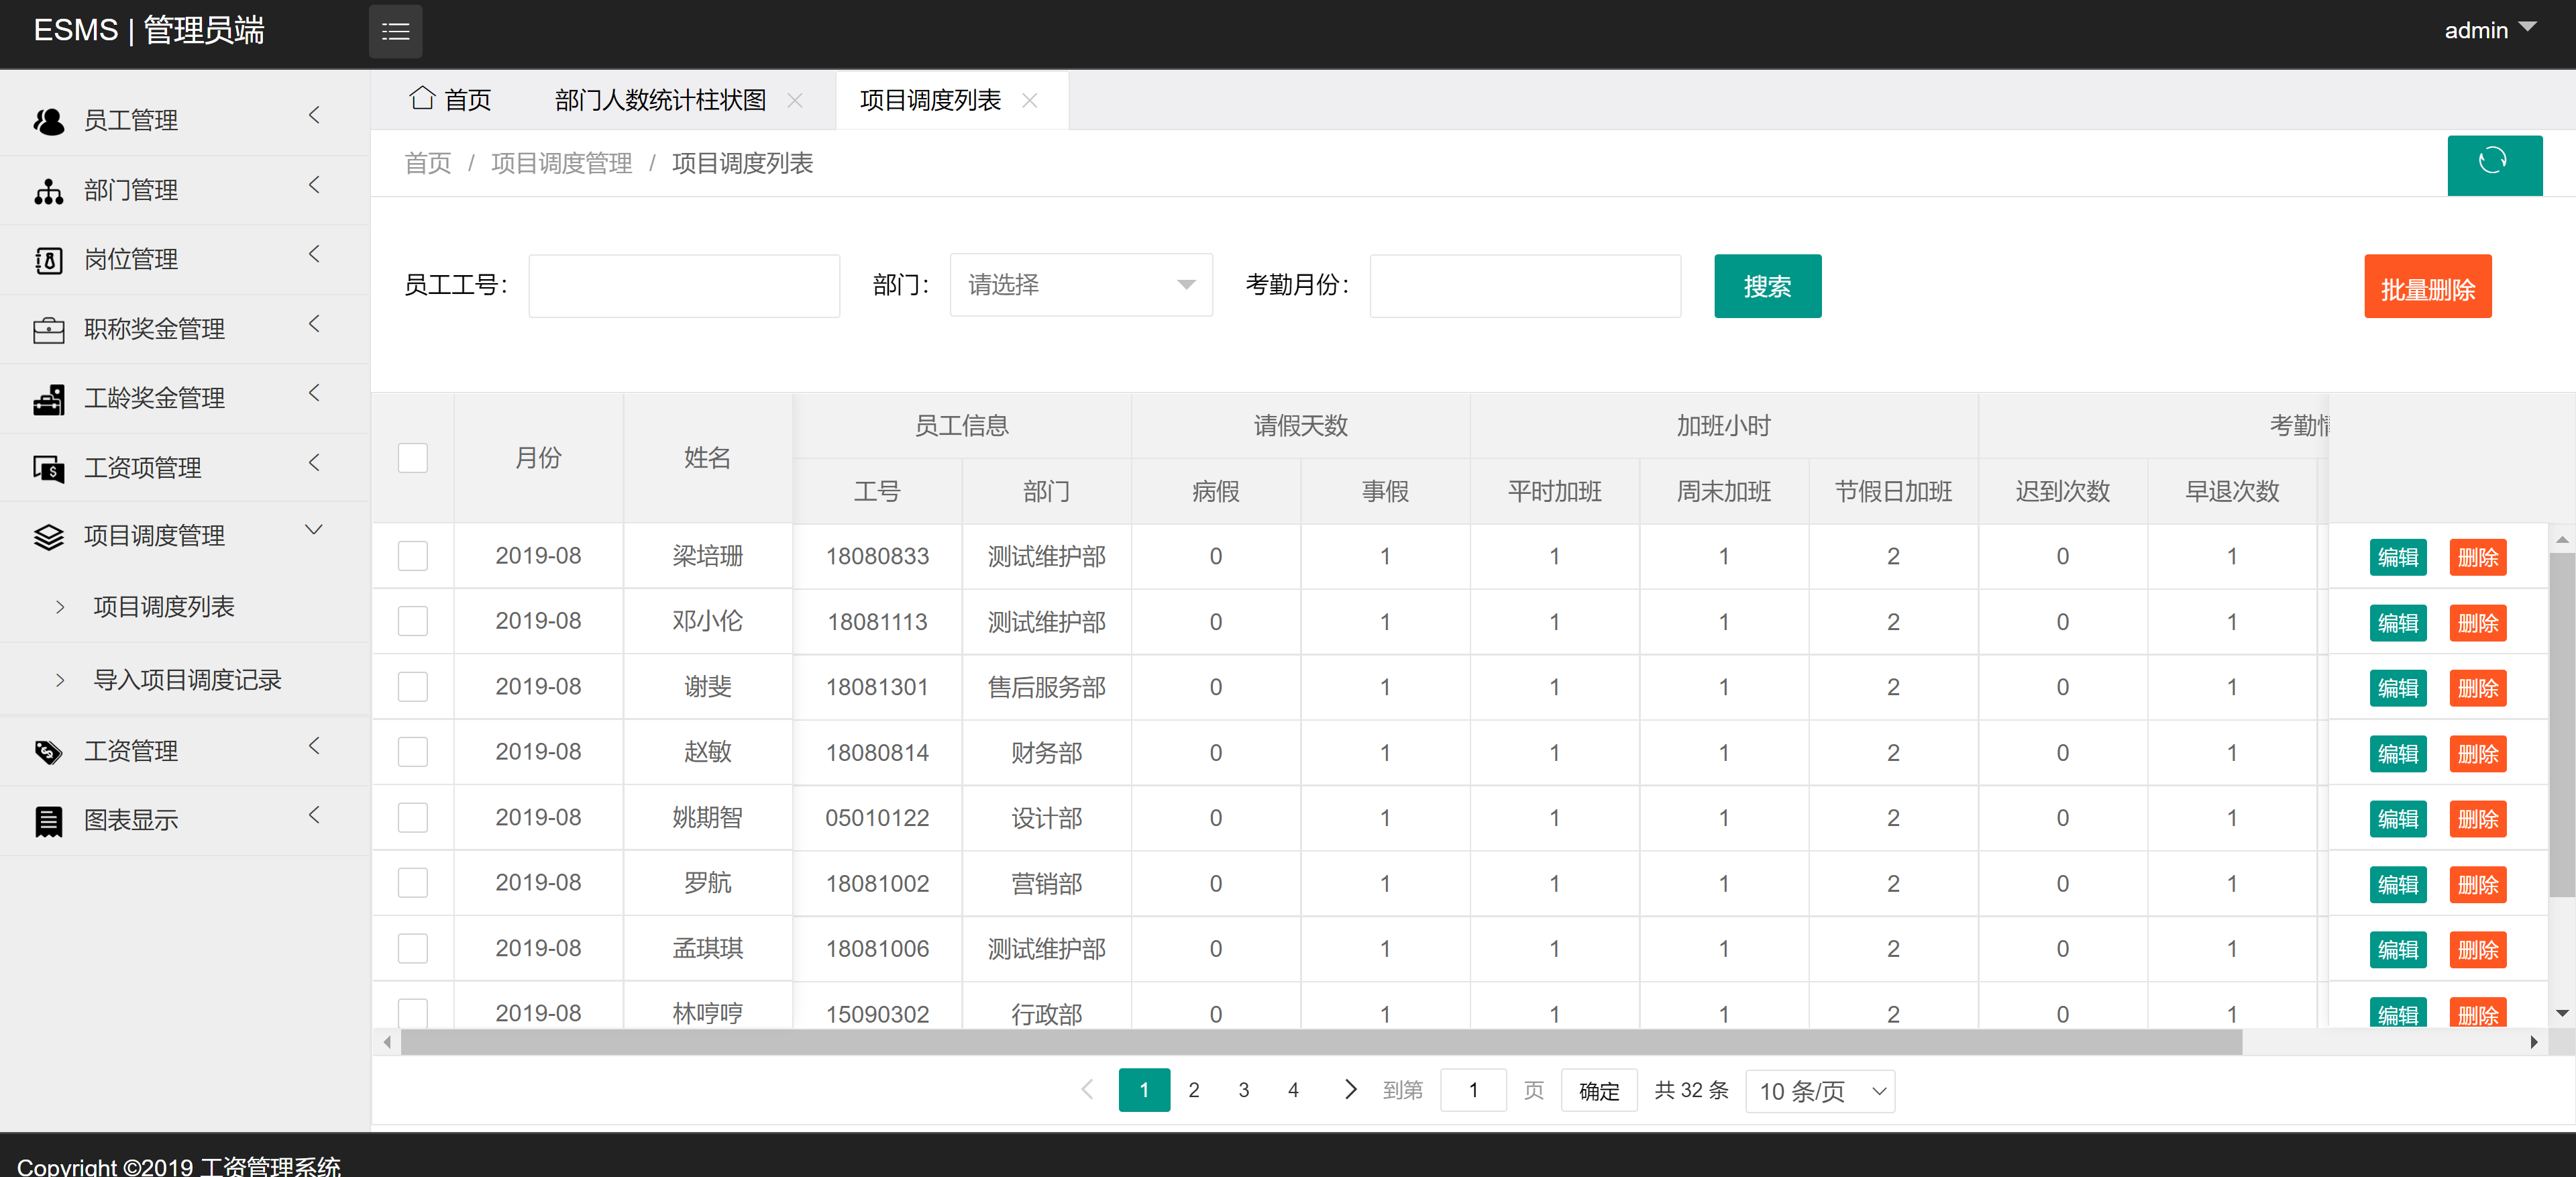 ESMS | 管理员端
admin
员工管理
部门管理
岗位管理
职称奖金管理
工龄奖金管理
工资项管理
项目调度管理
项目调度列表
导入项目调度记录
工资管理
图表显示
首页 部门人数统计柱状图 项目调度列表
首页 / 项目调度管理 / 项目调度列表
员工工号： 部门： 请选择 考勤月份： 搜索 批量删除
月份 姓名 员工信息 请假天数 加班小时 考勤情
工号 部门 病假 事假 平时加班 周末加班 节假日加班 迟到次数 早退次数
2019-08 梁培珊 18080833 测试维护部 0 1 1 1 2 0 1 编辑 删除
2019-08 邓小伦 18081113 测试维护部 0 1 1 1 2 0 1 编辑 删除
2019-08 谢斐 18081301 售后服务部 0 1 1 1 2 0 1 编辑 删除
2019-08 赵敏 18080814 财务部 0 1 1 1 2 0 1 编辑 删除
2019-08 姚期智 05010122 设计部 0 1 1 1 2 0 1 编辑 删除
2019-08 罗航 18081002 营销部 0 1 1 1 2 0 1 编辑 删除
2019-08 孟琪琪 18081006 测试维护部 0 1 1 1 2 0 1 编辑 删除
2019-08 林哼哼 15090302 行政部 0 1 1 1 2 0 1 编辑 删除
1 2 3 4 到第 1 页 确定 共 32 条 10 条/页
Copyright ©2019 工资管理系统